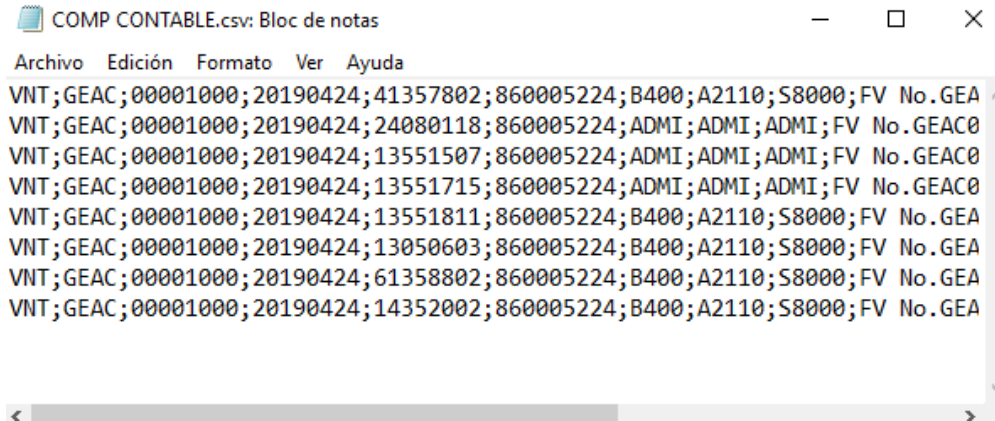 COMP CONTABLE.csv: Bloc de notas
Archivo Edición Formato Ver Ayuda
VNT;GEAC;00001000;20190424;41357802;860005224;B400;A2110;S8000;FV No.GEA
VNT;GEAC;00001000;20190424;24080118;860005224;ADMI;ADMI;ADMI;FV No.GEAC0
VNT;GEAC;00001000;20190424;13551507;860005224;ADMI;ADMI;ADMI;FV No.GEAC0
VNT;GEAC;00001000;20190424;13551715;860005224;ADMI;ADMI;ADMI;FV No.GEAC0
VNT;GEAC;00001000;20190424;13551811;860005224;B400;A2110;S8000;FV No.GEA
VNT;GEAC;00001000;20190424;13050603;860005224;B400;A2110;S8000;FV No.GEA
VNT;GEAC;00001000;20190424;61358802;860005224;B400;A2110;S8000;FV No.GEA
VNT;GEAC;00001000;20190424;14352002;860005224;B400;A2110;S8000;FV No.GEA